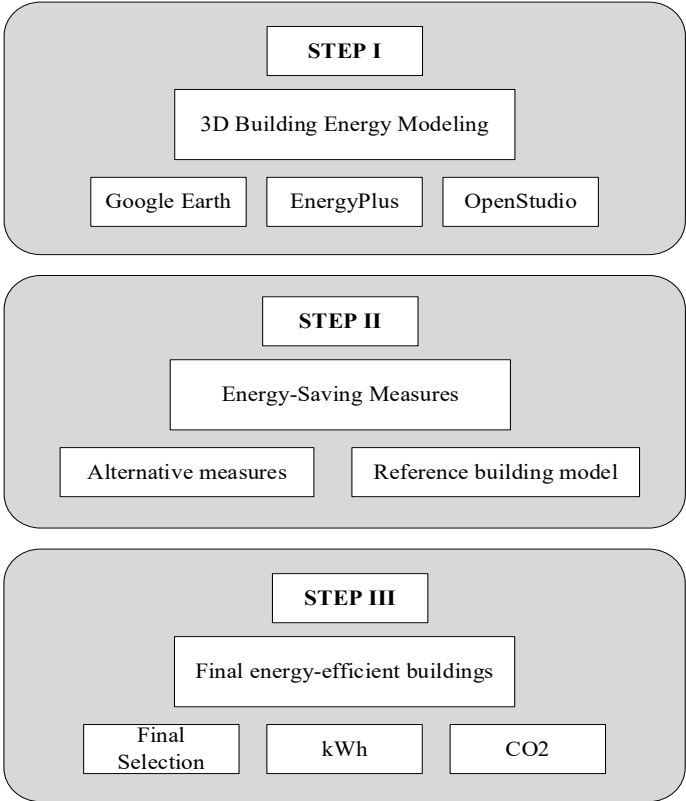 STEP I
3D Building Energy Modeling
Google Earth
EnergyPlus
OpenStudio
STEP II
Energy-Saving Measures
Alternative measures
Reference building model
STEP III
Final energy-efficient buildings
Final
Selection
kWh
CO2